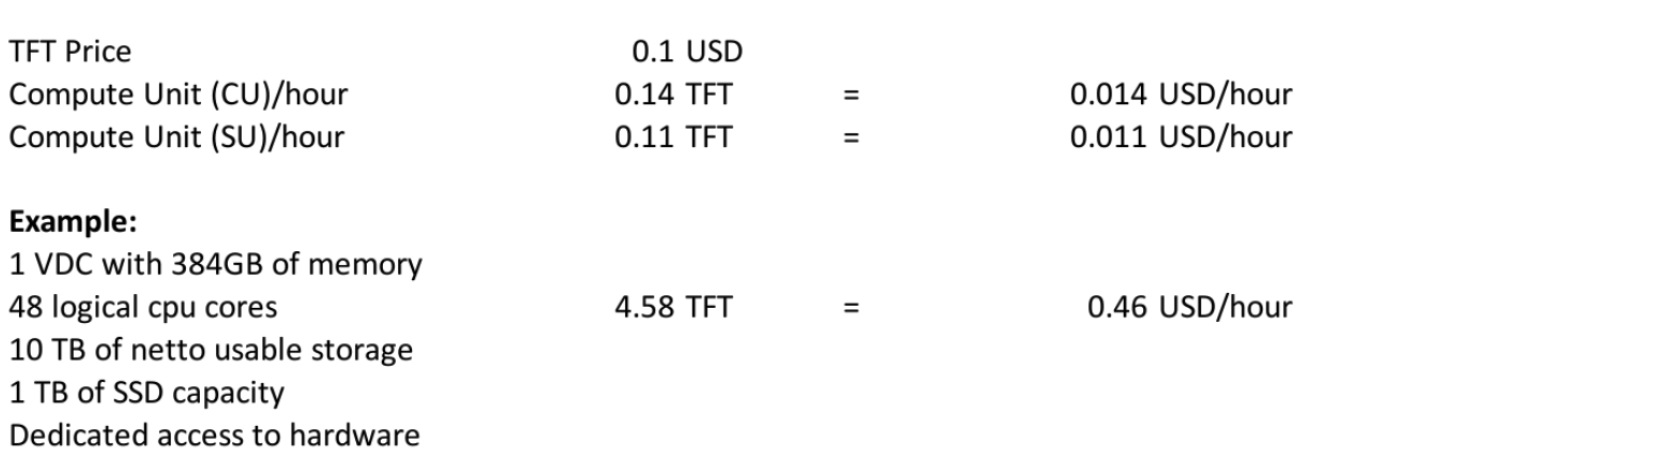 TFT Price 0.1 USD
Compute Unit (CU)/hour 0.14 TFT = 0.014 USD/hour
Compute Unit (SU)/hour 0.11 TFT = 0.011 USD/hour
Example:
1 VDC with 384GB of memory
48 logical cpu cores 4.58 TFT = 0.46 USD/hour
10 TB of netto usable storage
1 TB of SSD capacity
Dedicated access to hardware